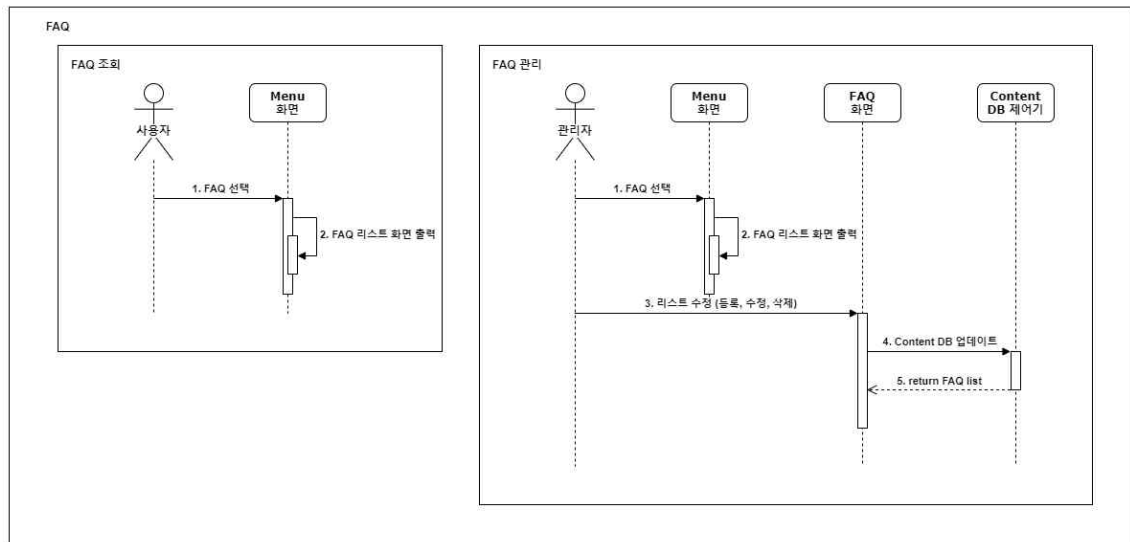 FAQ
FAQ 조회
사용자
Menu
화면
1. FAQ 선택
2. FAQ 리스트 화면 출력
FAQ 관리
관리자
Menu
화면
FAQ
화면
Content
DB 제어기
1. FAQ 선택
2. FAQ 리스트 화면 출력
3. 리스트 수정 (등록, 수정, 삭제)
4. Content DB 업데이트
5. return FAQ list